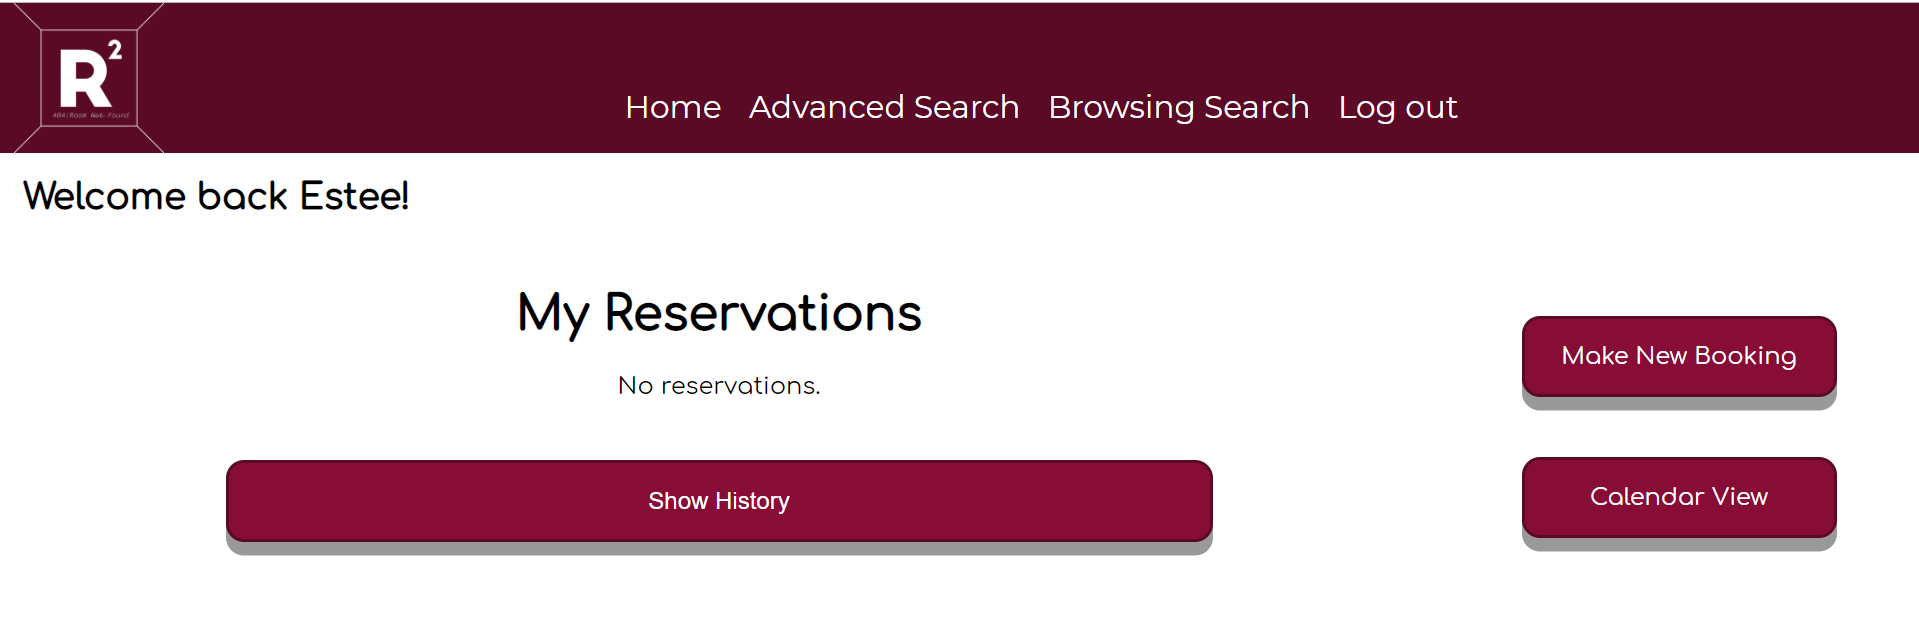 R²
404:Room Not Found
Home Advanced Search Browsing Search Log out
Welcome back Estee!
My Reservations
No reservations.
Make New Booking
Show History
Calendar View